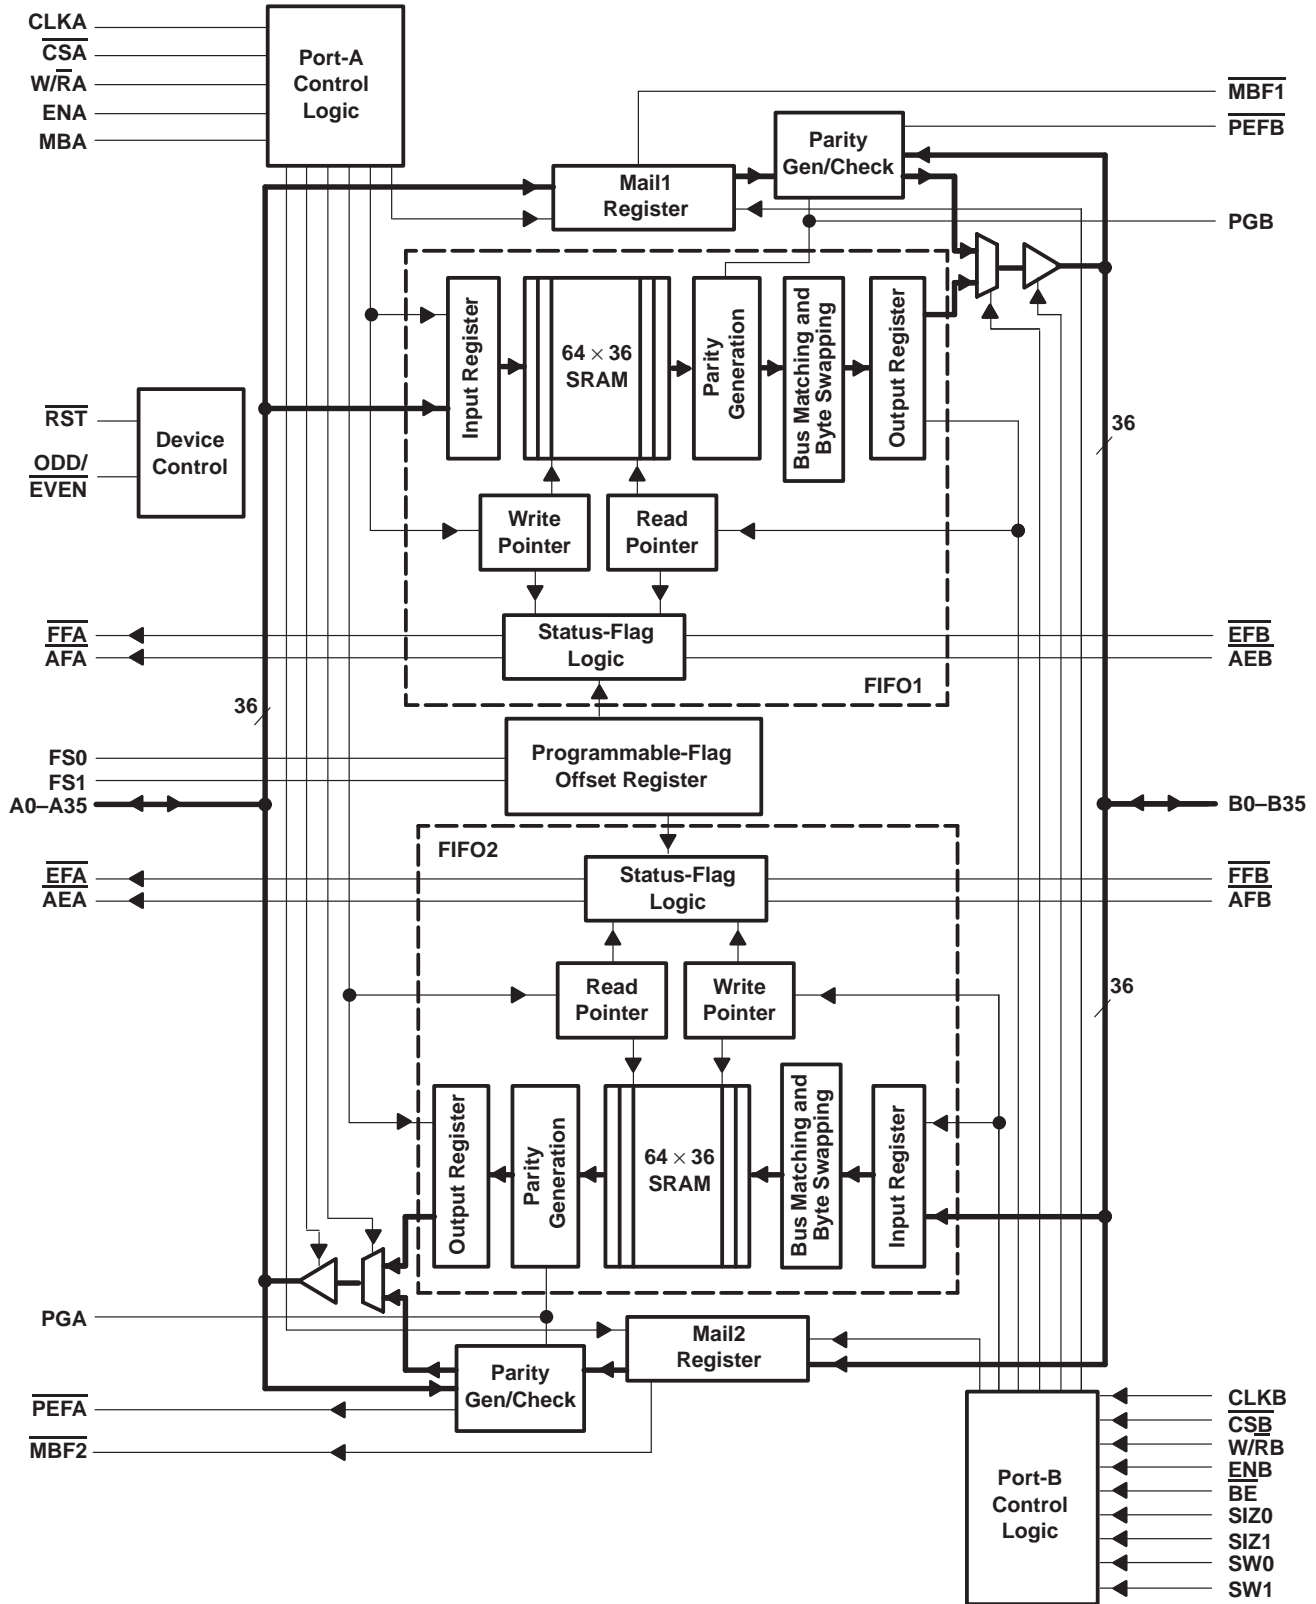 CLKA
CSA
W/RA
ENA
MBA
Port-A
Control
Logic
MBF1
PEFB
Parity
Gen/Check
Mail1
Register
PGB
Input Register
64 × 36
SRAM
Parity
Generation
Bus Matching and
Byte Swapping
Output Register
RST
ODD/
EVEN
Device
Control
36
Write
Pointer
Read
Pointer
FFA
AFA
Status-Flag
Logic
EFB
AEB
FIFO1
36
FS0
FS1
A0–A35
Programmable-Flag
Offset Register
B0–B35
FIFO2
EFA
AEA
Status-Flag
Logic
FFB
AFB
Read
Pointer
Write
Pointer
36
Output Register
Parity
Generation
64 × 36
SRAM
Bus Matching and
Byte Swapping
Input Register
PGA
Mail2
Register
Parity
Gen/Check
PEFA
MBF2
Port-B
Control
Logic
CLKB
CSB
W/RB
ENB
BE
SIZ0
SIZ1
SW0
SW1